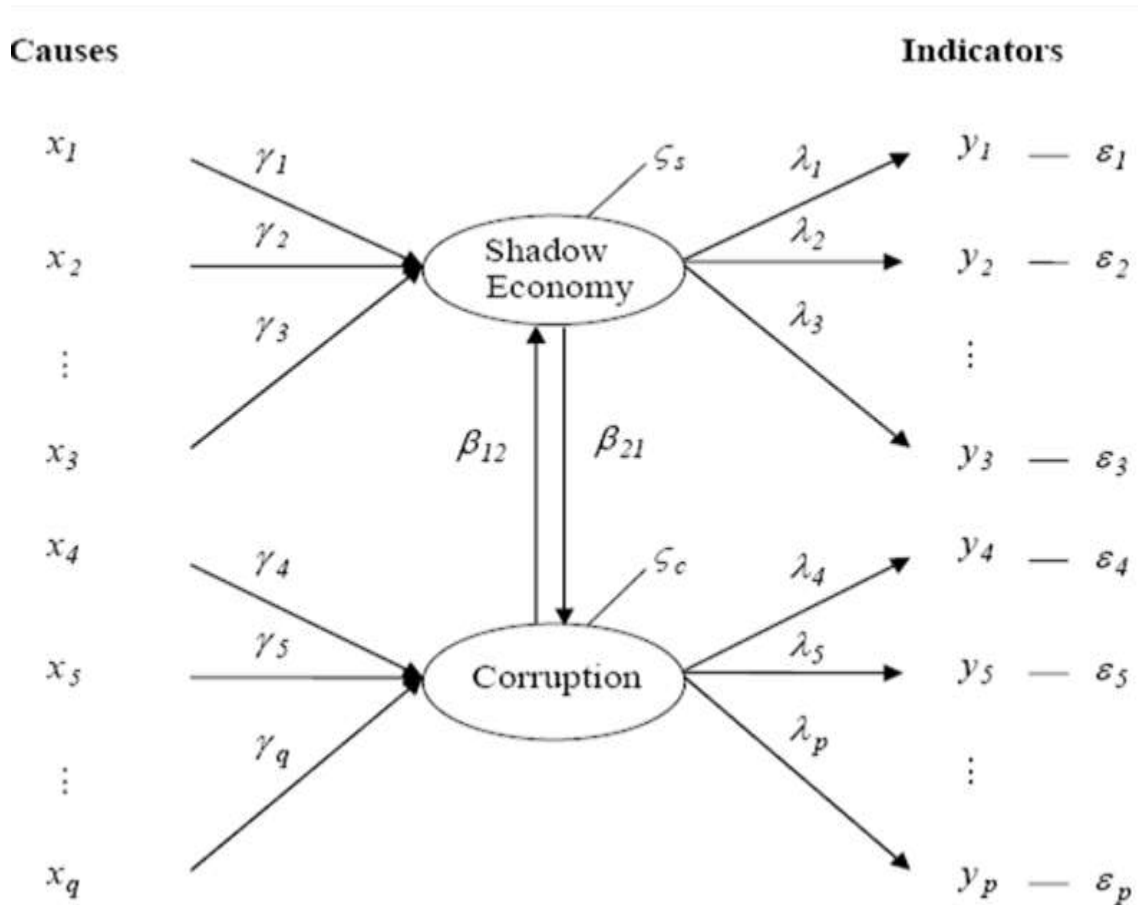 Causes Indicators
x1 γ1 ςs λ1 y1 — ε1
x2 γ2 Shadow λ2 y2 — ε2
Economy
γ3 λ3
⋮ ⋮
x3 β12 β21 y3 — ε3
x4 γ4 ςc λ4 y4 — ε4
x5 γ5 Corruption λ5 y5 — ε5
γq λp
⋮ ⋮
xq yp — εp